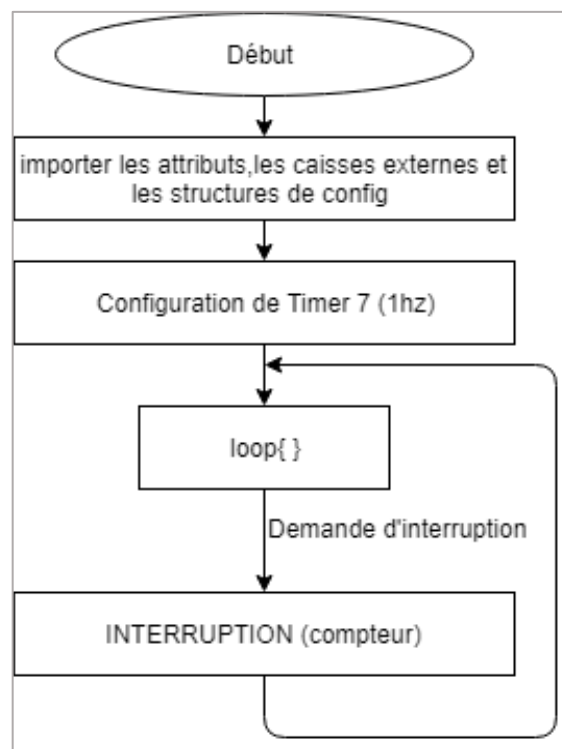 Début
importer les attributs,les caisses externes et
les structures de config
Configuration de Timer 7 (1hz)
loop{ }
Demande d'interruption
INTERRUPTION (compteur)